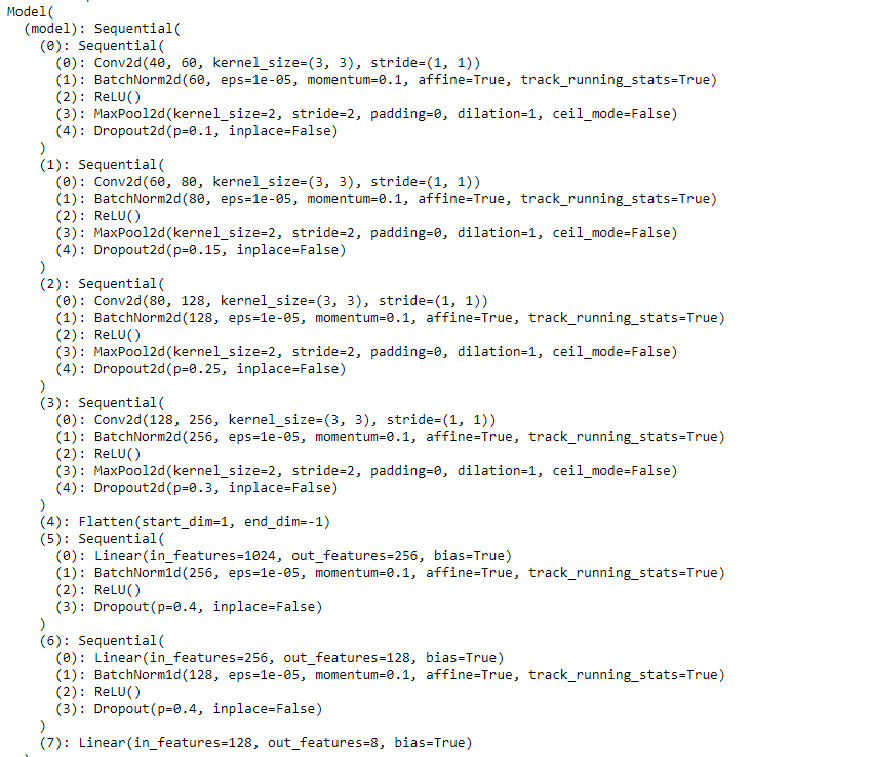 Model(
  (model): Sequential(
    (0): Sequential(
      (0): Conv2d(40, 60, kernel_size=(3, 3), stride=(1, 1))
      (1): BatchNorm2d(60, eps=1e-05, momentum=0.1, affine=True, track_running_stats=True)
      (2): ReLU()
      (3): MaxPool2d(kernel_size=2, stride=2, padding=0, dilation=1, ceil_mode=False)
      (4): Dropout2d(p=0.1, inplace=False)
    )
    (1): Sequential(
      (0): Conv2d(60, 80, kernel_size=(3, 3), stride=(1, 1))
      (1): BatchNorm2d(80, eps=1e-05, momentum=0.1, affine=True, track_running_stats=True)
      (2): ReLU()
      (3): MaxPool2d(kernel_size=2, stride=2, padding=0, dilation=1, ceil_mode=False)
      (4): Dropout2d(p=0.15, inplace=False)
    )
    (2): Sequential(
      (0): Conv2d(80, 128, kernel_size=(3, 3), stride=(1, 1))
      (1): BatchNorm2d(128, eps=1e-05, momentum=0.1, affine=True, track_running_stats=True)
      (2): ReLU()
      (3): MaxPool2d(kernel_size=2, stride=2, padding=0, dilation=1, ceil_mode=False)
      (4): Dropout2d(p=0.25, inplace=False)
    )
    (3): Sequential(
      (0): Conv2d(128, 256, kernel_size=(3, 3), stride=(1, 1))
      (1): BatchNorm2d(256, eps=1e-05, momentum=0.1, affine=True, track_running_stats=True)
      (2): ReLU()
      (3): MaxPool2d(kernel_size=2, stride=2, padding=0, dilation=1, ceil_mode=False)
      (4): Dropout2d(p=0.3, inplace=False)
    )
    (4): Flatten(start_dim=1, end_dim=-1)
    (5): Sequential(
      (0): Linear(in_features=1024, out_features=256, bias=True)
      (1): BatchNorm1d(256, eps=1e-05, momentum=0.1, affine=True, track_running_stats=True)
      (2): ReLU()
      (3): Dropout(p=0.4, inplace=False)
    )
    (6): Sequential(
      (0): Linear(in_features=256, out_features=128, bias=True)
      (1): BatchNorm1d(128, eps=1e-05, momentum=0.1, affine=True, track_running_stats=True)
      (2): ReLU()
      (3): Dropout(p=0.4, inplace=False)
    )
    (7): Linear(in_features=128, out_features=8, bias=True)